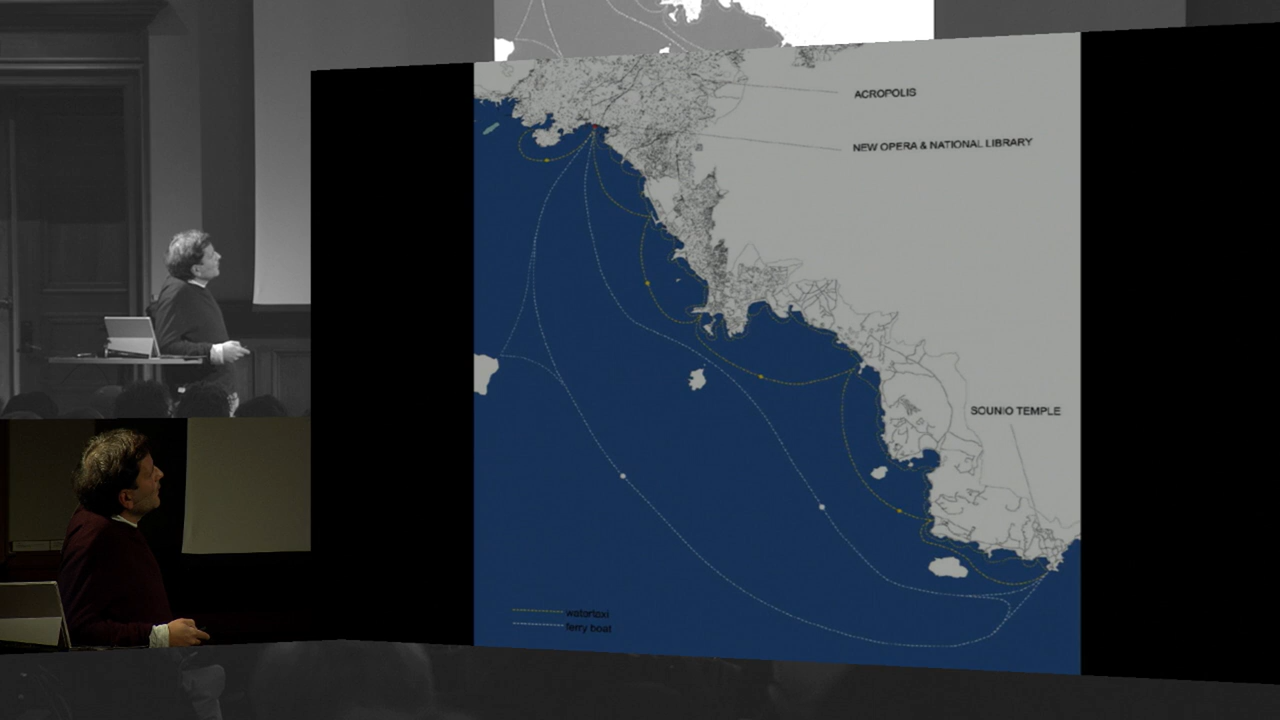 ACROPOLIS
NEW OPERA & NATIONAL LIBRARY
SOUNIO TEMPLE
watertaxi
ferry boat